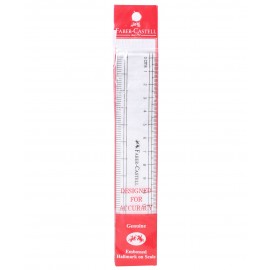 FABER-CASTELL
FABER-CASTELL
DESIGNED
FOR
ACCURACY
Genuine
Embossed
Hallmark on Scale